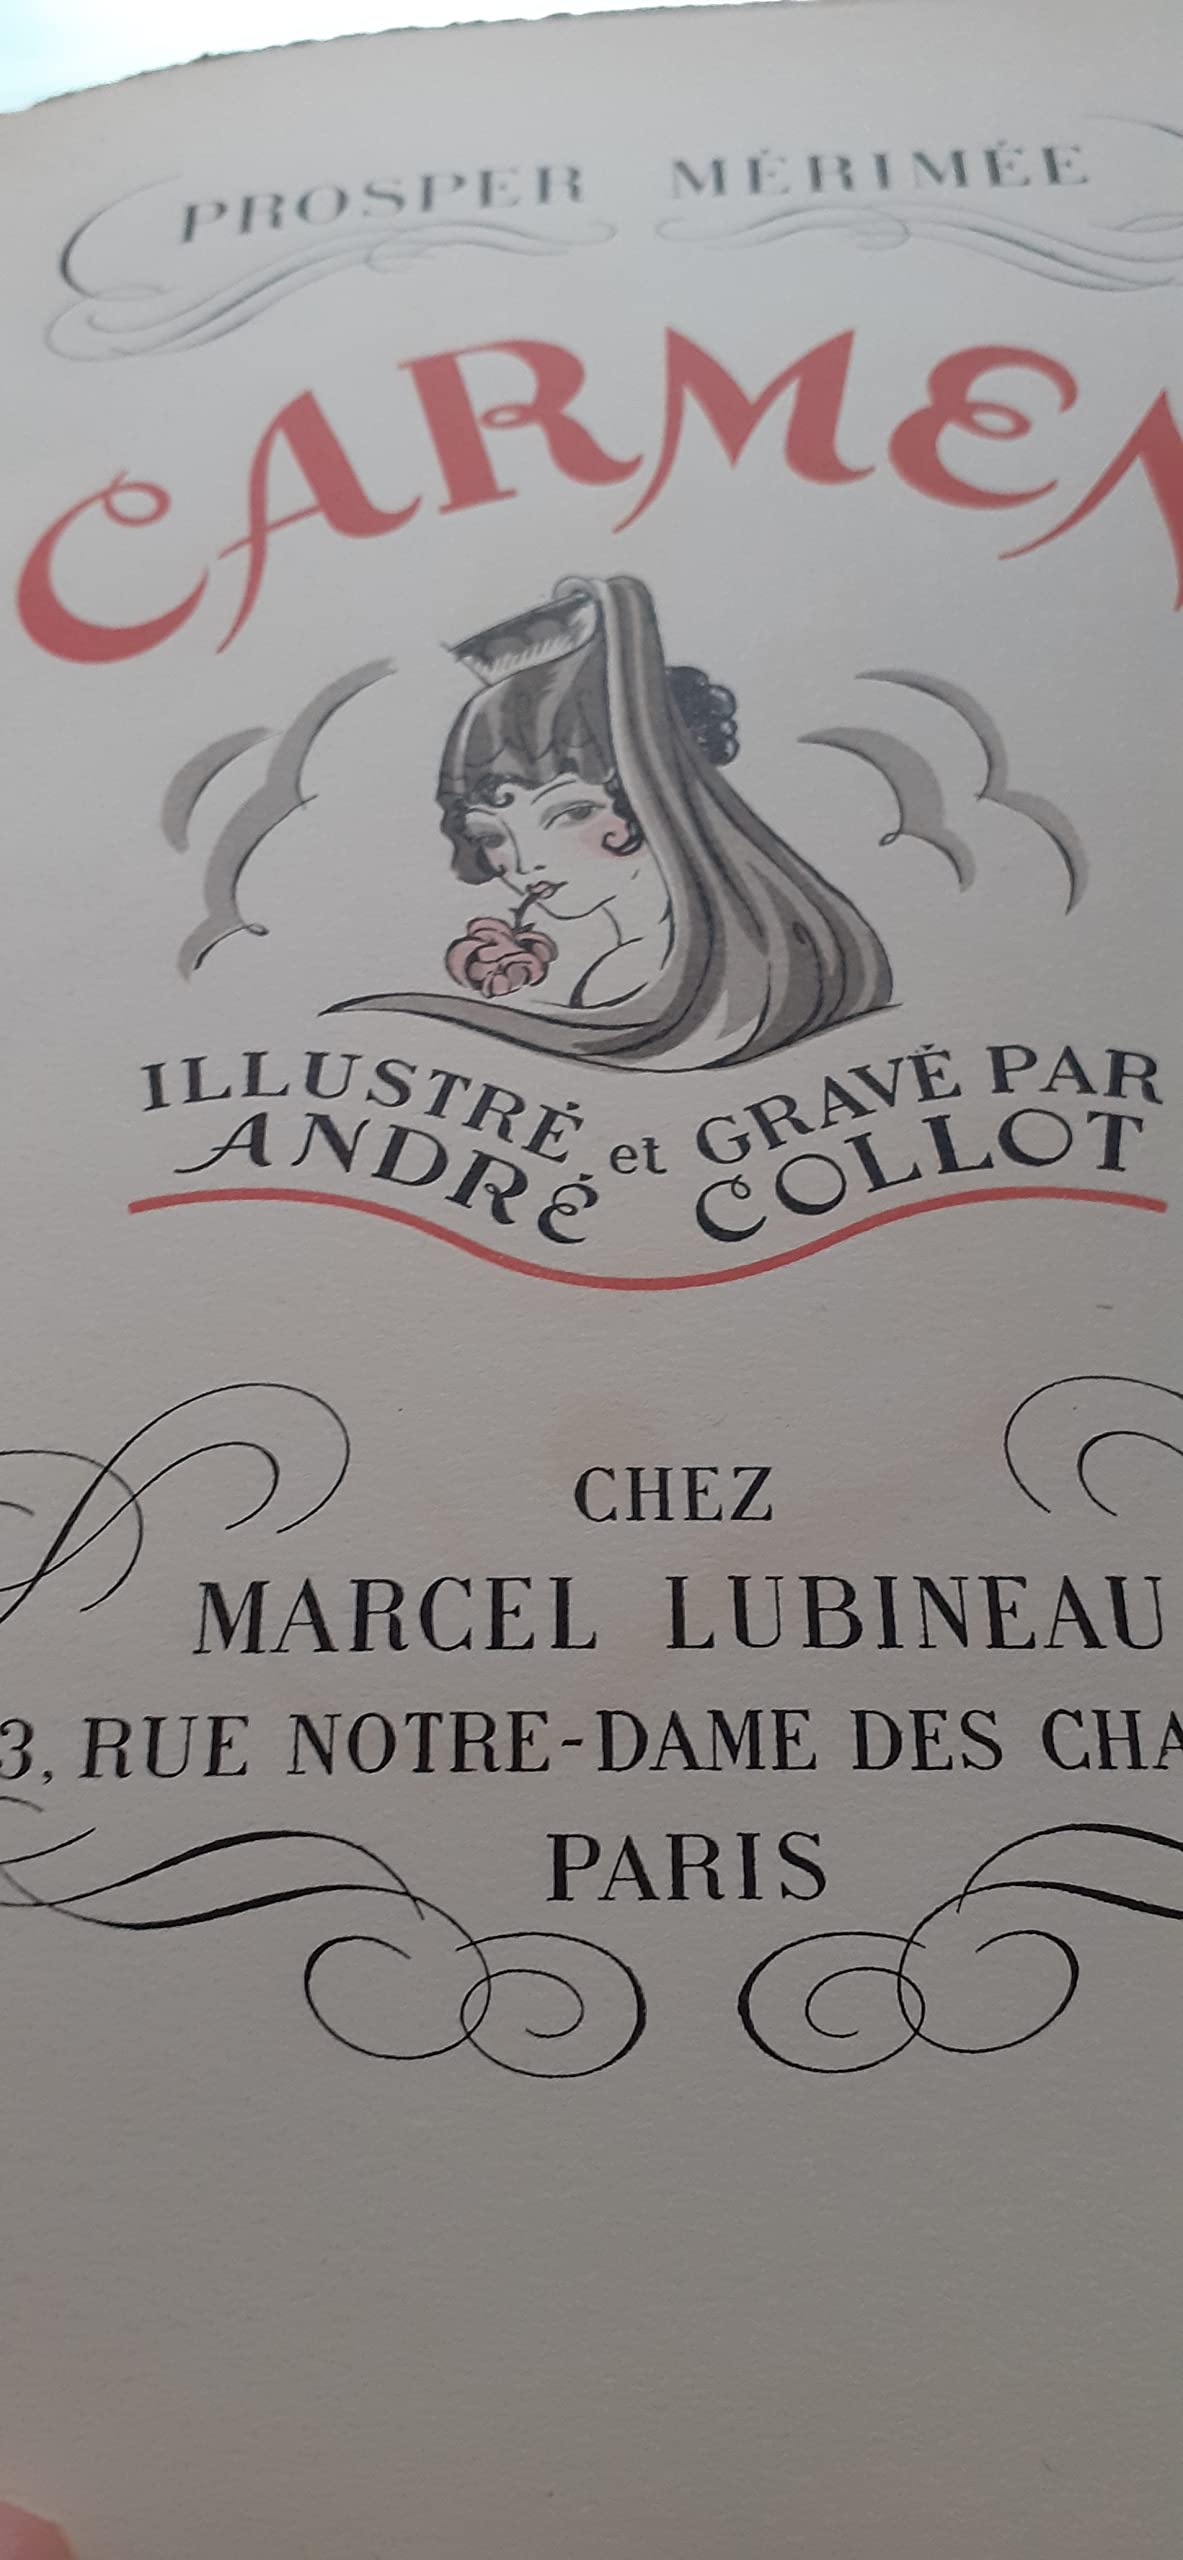 PROSPER MÉRIMÉE
CARMEN
ILLUSTRÉ et GRAVÉ PAR
ANDRÉ COLLOT
CHEZ
MARCEL LUBINEAU
3, RUE NOTRE-DAME DES CHA
PARIS